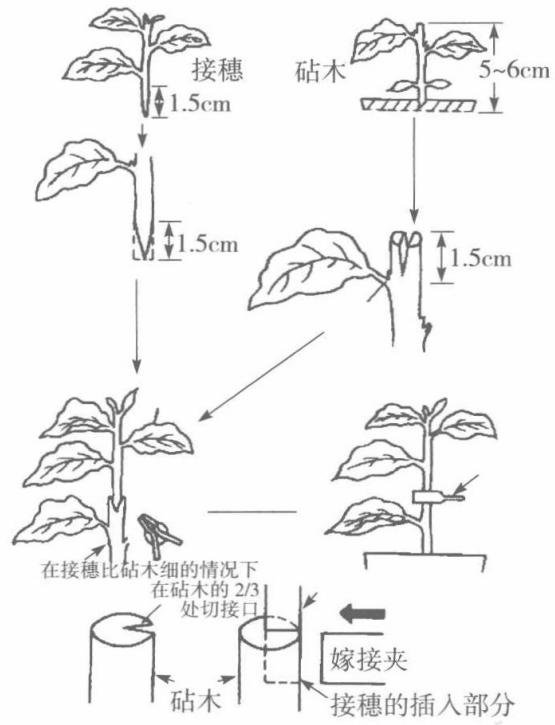 接穗
砧木
1.5cm
5~6cm
1.5cm
1.5cm
在接穗比砧木细的情况下
在砧木的 2/3
处切接口
嫁接夹
砧木
接穗的插入部分